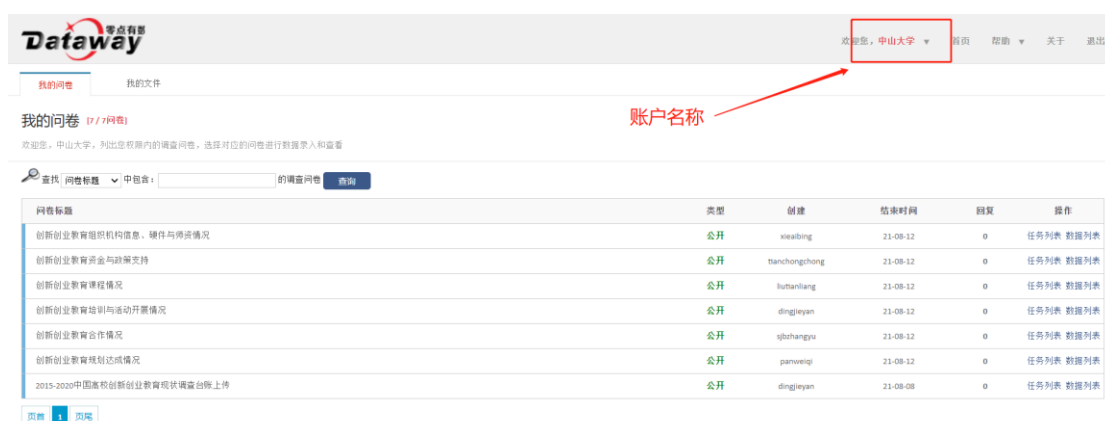 Dataway 零点有数
欢迎您，中山大学 ▼ 首页 帮助 ▼ 关于 退出
我的问卷 我的文件
账户名称
我的问卷 [7 / 7问卷]
欢迎您，中山大学，列出您权限内的调查问卷，选择对应的问卷进行数据录入和查看
查找 问卷标题 中包含： 的调查问卷 查询
问卷标题 类型 创建 结束时间 回复 操作
创新创业教育组织机构信息、硬件与师资情况 公开 xieaibing 21-08-12 0 任务列表 数据列表
创新创业教育资金与政策支持 公开 tianchongchong 21-08-12 0 任务列表 数据列表
创新创业教育课程情况 公开 liutianliang 21-08-12 0 任务列表 数据列表
创新创业教育培训与活动开展情况 公开 dingjieyan 21-08-12 0 任务列表 数据列表
创新创业教育合作情况 公开 sjbzhangyu 21-08-12 0 任务列表 数据列表
创新创业教育规划达成情况 公开 panweiqi 21-08-12 0 任务列表 数据列表
2015-2020中国高校创新创业教育现状调查台账上传 公开 dingjieyan 21-08-08 0 任务列表 数据列表
页首 1 页尾